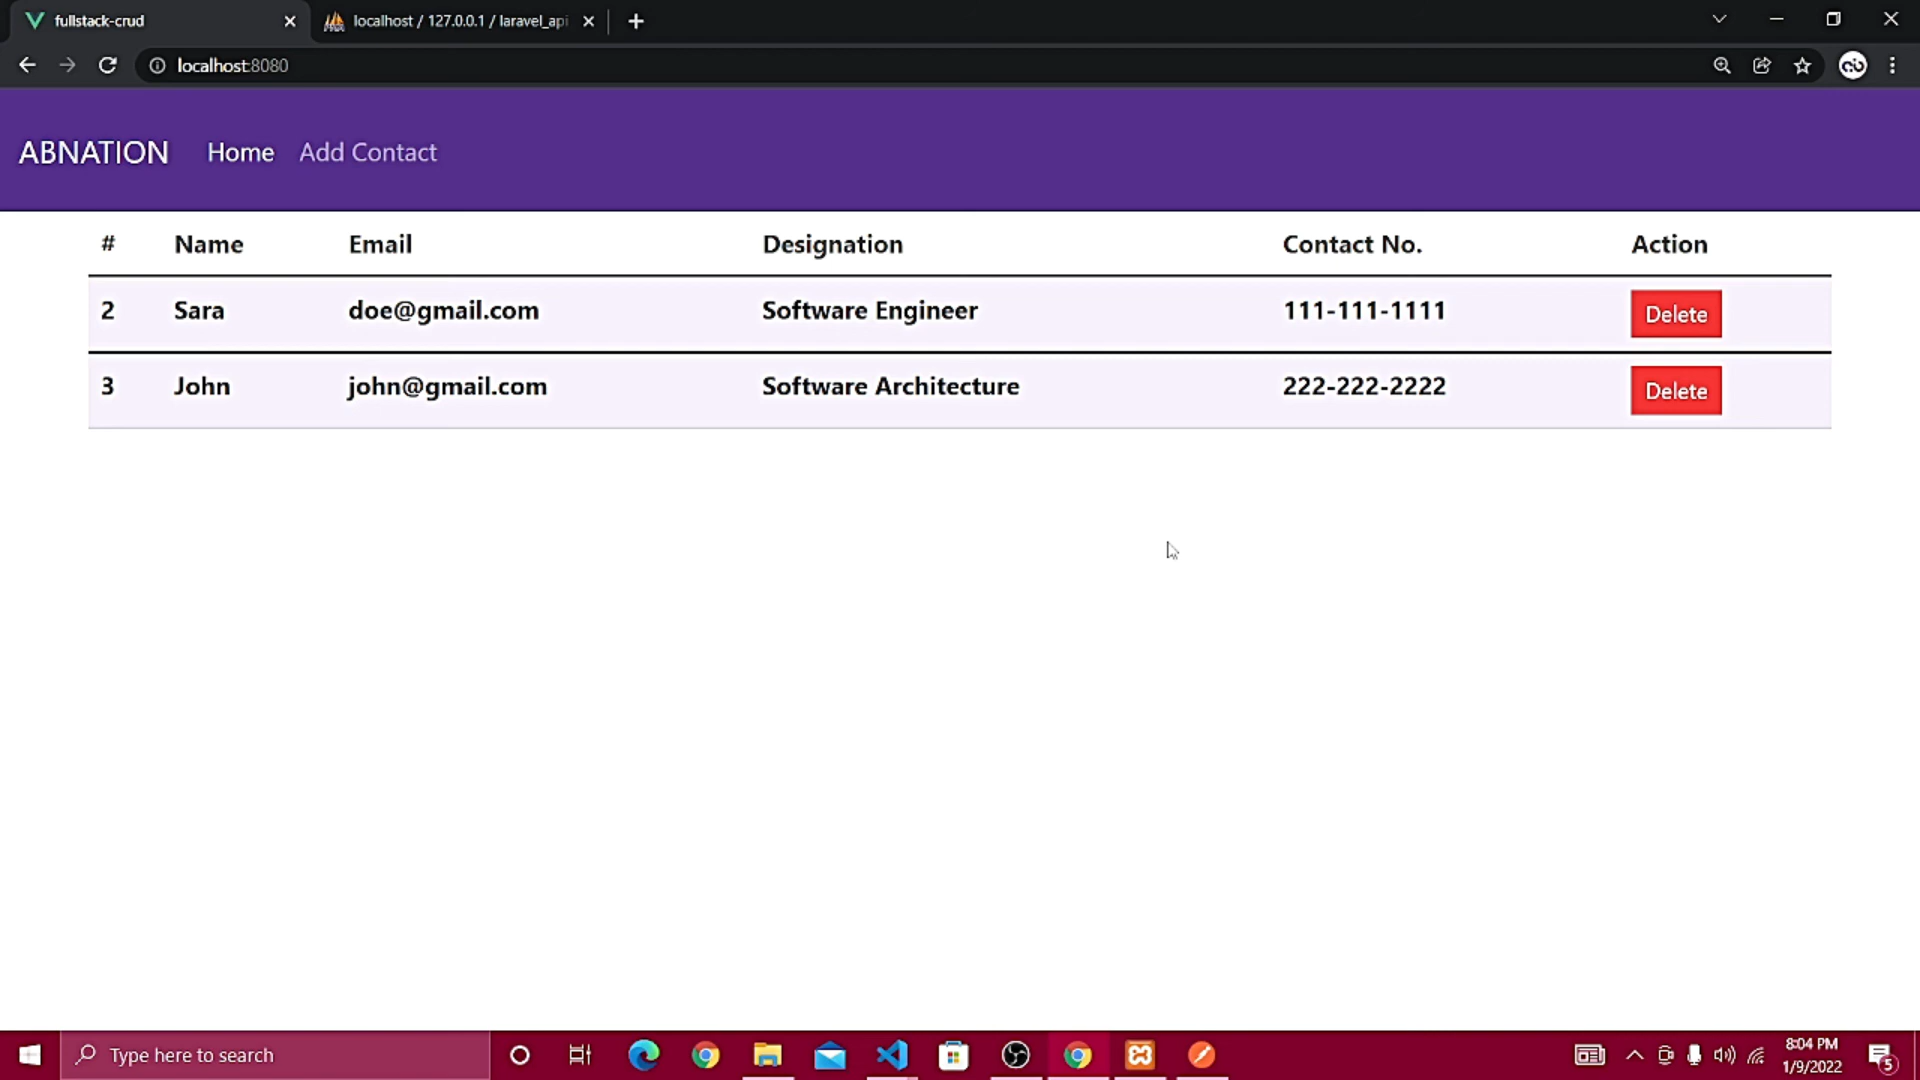 fullstack-crud
localhost / 127.0.0.1 / laravel_api
localhost:8080
ABNATION Home Add Contact
# Name Email Designation Contact No. Action
2 Sara doe@gmail.com Software Engineer 111-111-1111 Delete
3 John john@gmail.com Software Architecture 222-222-2222 Delete
Type here to search
8:04 PM
1/9/2022
5